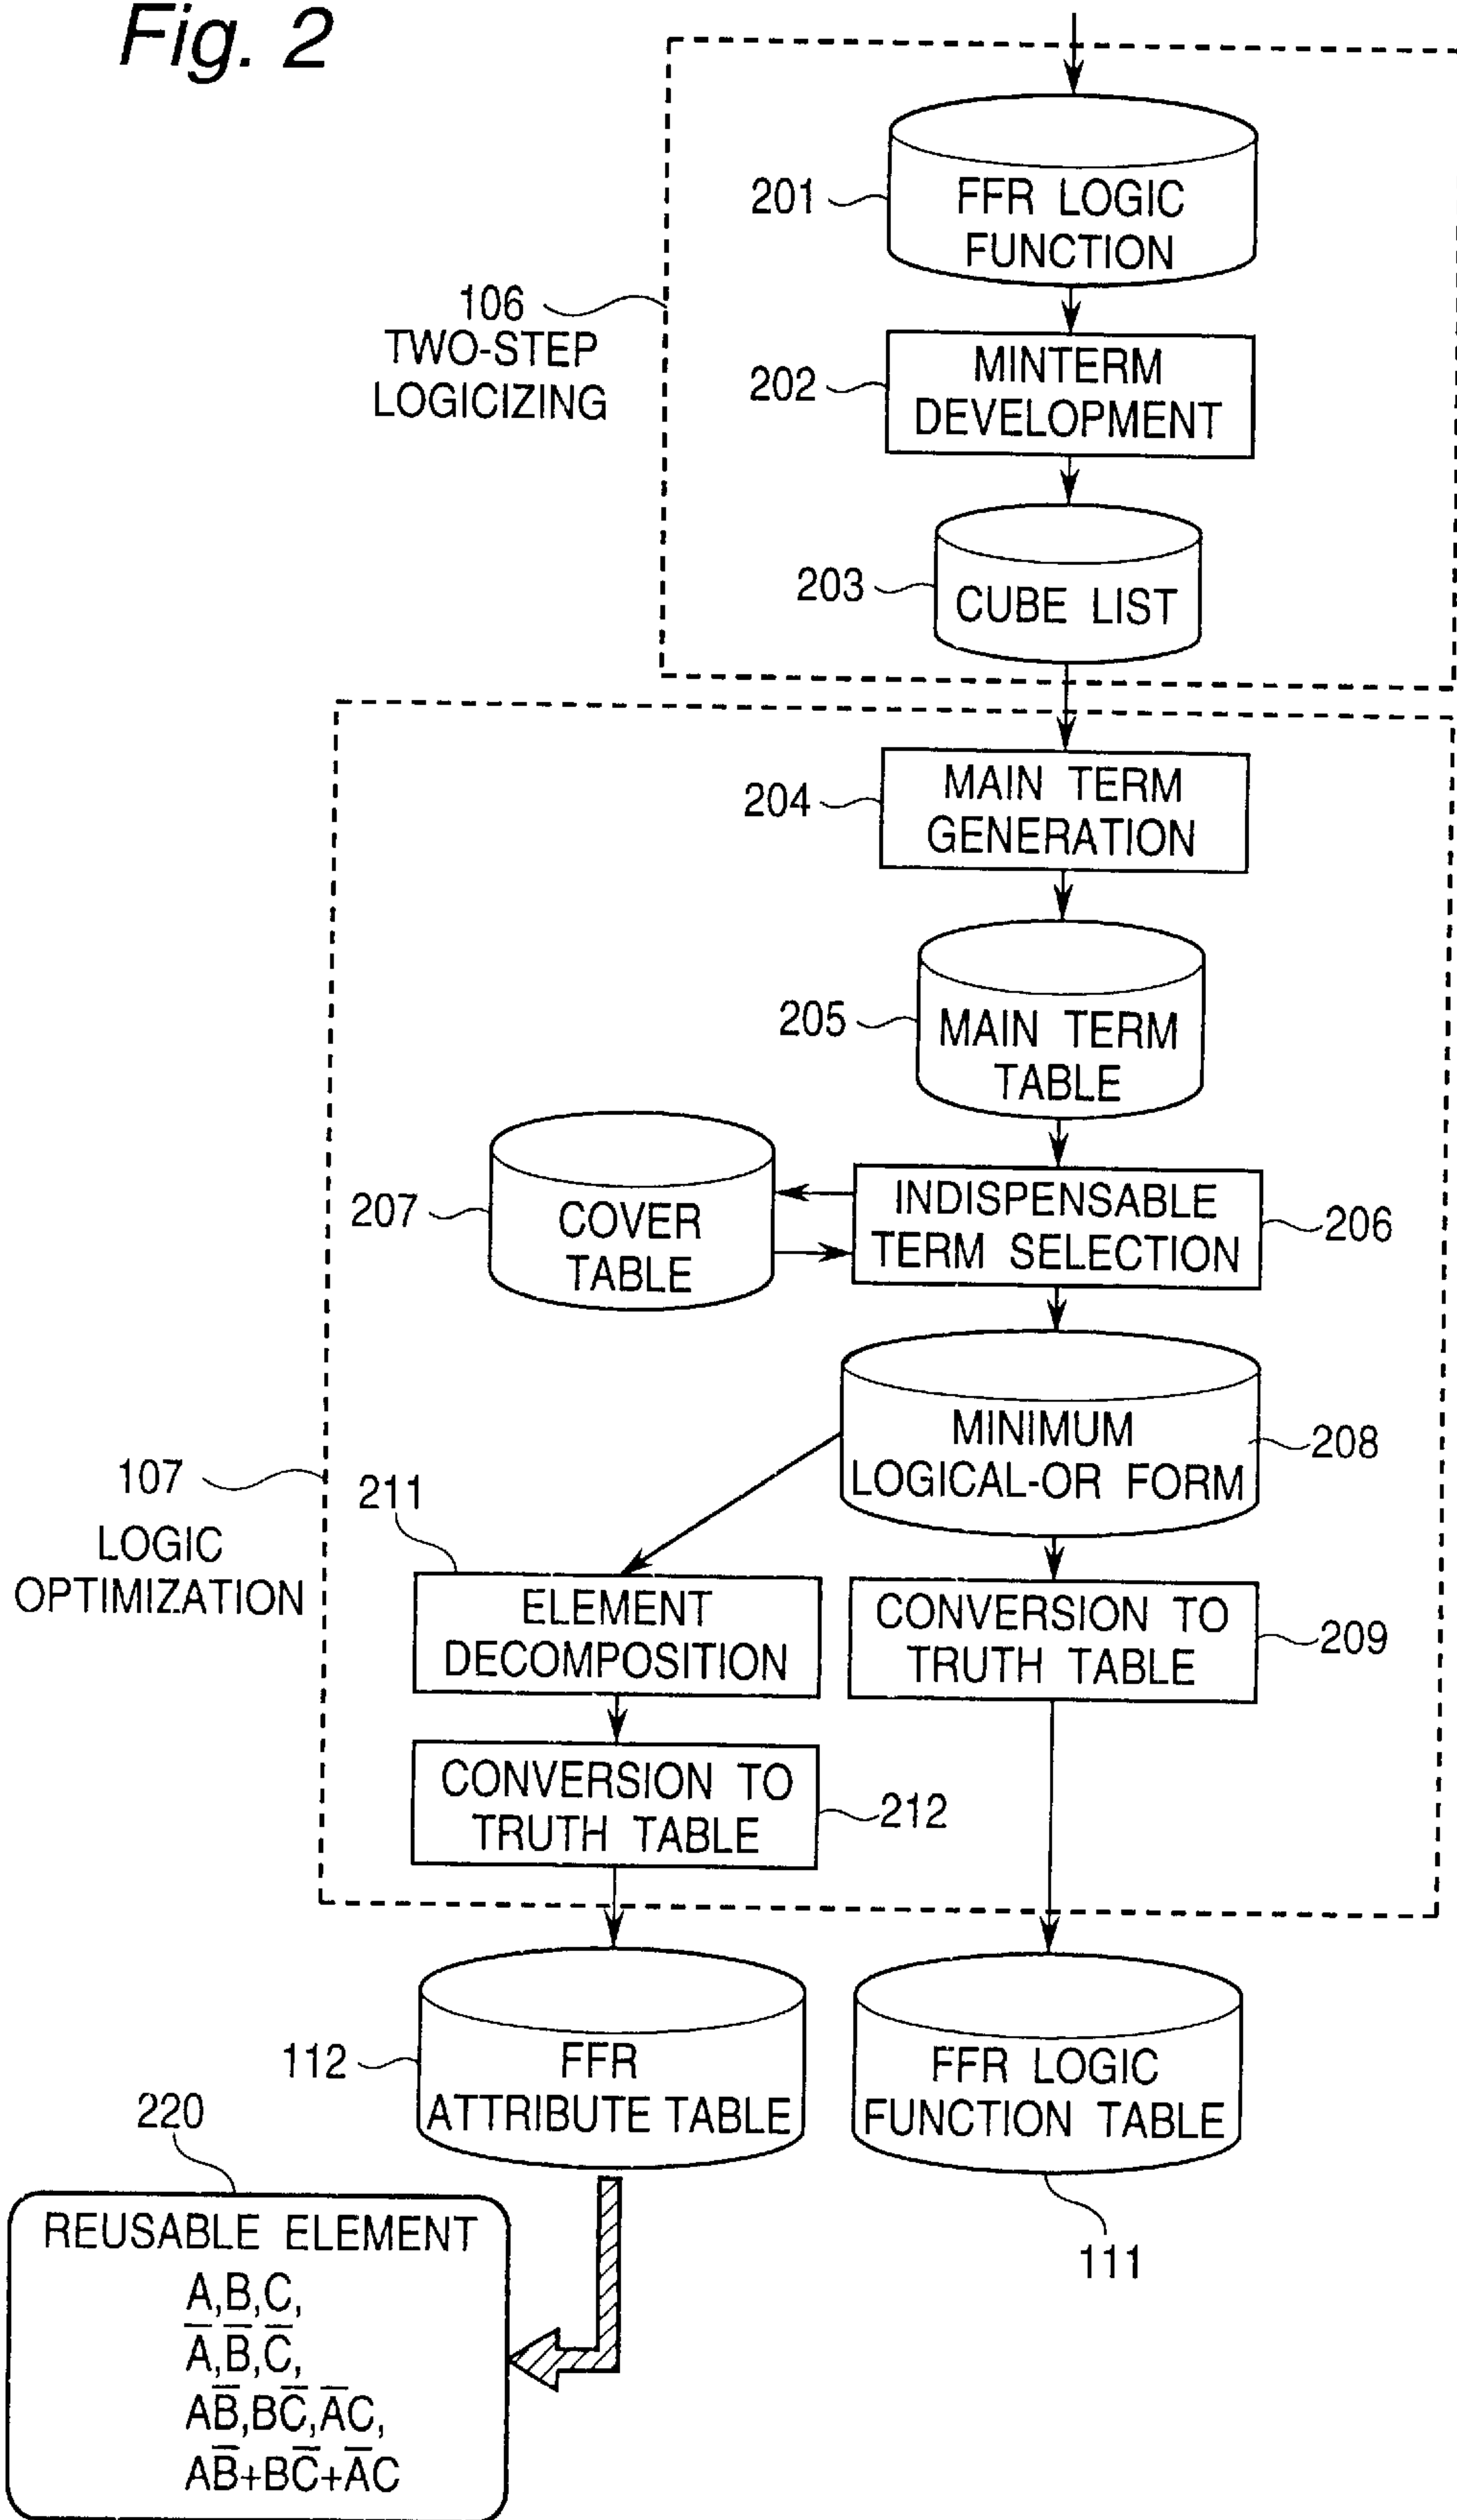 Fig. 2
201
FFR LOGIC
FUNCTION
106
TWO-STEP
LOGICIZING
202
MINTERM
DEVELOPMENT
203
CUBE LIST
204
MAIN TERM
GENERATION
205
MAIN TERM
TABLE
207
COVER
TABLE
INDISPENSABLE
TERM SELECTION
206
MINIMUM
LOGICAL-OR FORM
208
107
LOGIC
OPTIMIZATION
211
ELEMENT
DECOMPOSITION
CONVERSION TO
TRUTH TABLE
209
CONVERSION TO
TRUTH TABLE
212
112
FFR
ATTRIBUTE TABLE
FFR LOGIC
FUNCTION TABLE
111
220
REUSABLE ELEMENT
A,B,C,
A̅,B̅,C̅,
AB̅,BC̅,A̅C,
AB̅+BC̅+A̅C